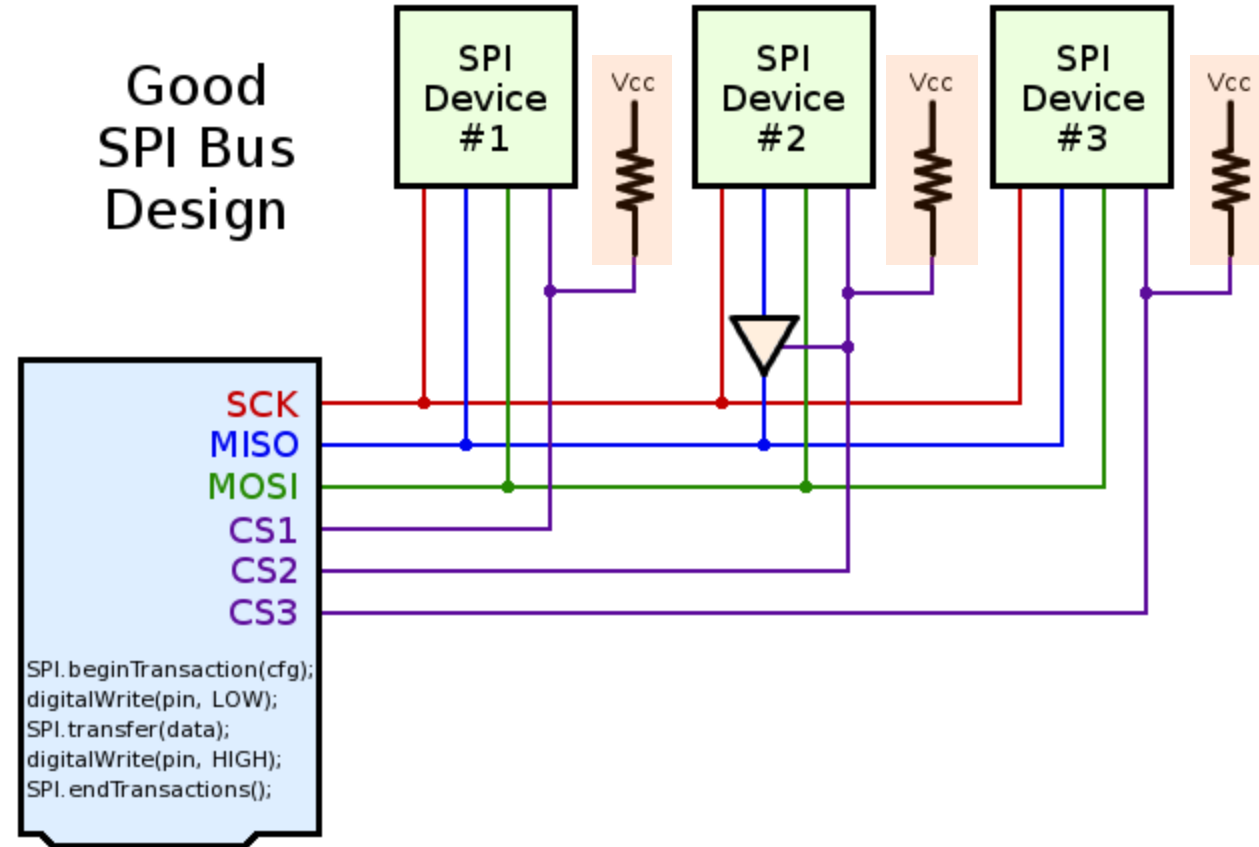 Good
SPI Bus
Design
SPI
Device
#1
Vcc
SPI
Device
#2
Vcc
SPI
Device
#3
Vcc
SCK
MISO
MOSI
CS1
CS2
CS3
SPI.beginTransaction(cfg);
digitalWrite(pin, LOW);
SPI.transfer(data);
digitalWrite(pin, HIGH);
SPI.endTransactions();